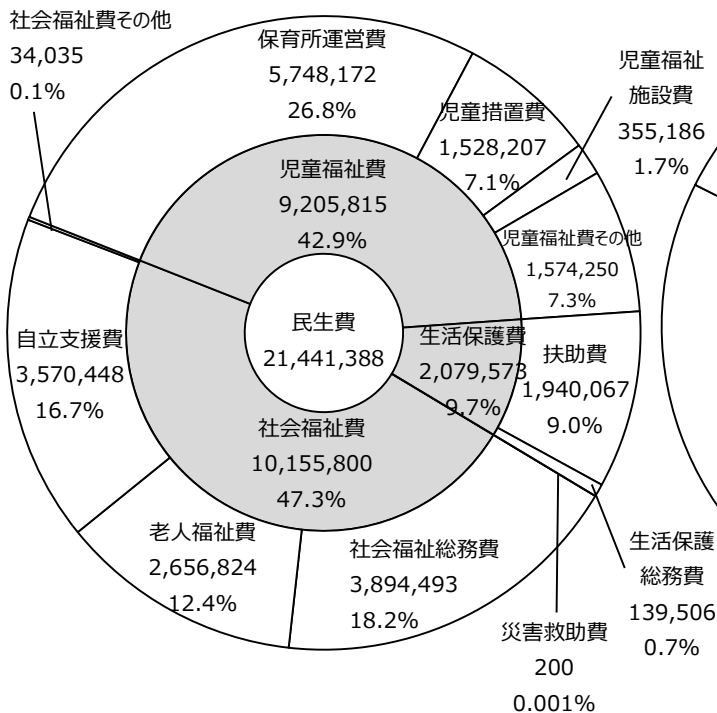 社会福祉費その他
34,035
0.1%
保育所運営費
5,748,172
26.8%
児童措置費
1,528,207
7.1%
児童福祉
施設費
355,186
1.7%
児童福祉費
9,205,815
42.9%
児童福祉費その他
1,574,250
7.3%
民生費
21,441,388
生活保護費
2,079,573
9.7%
扶助費
1,940,067
9.0%
自立支援費
3,570,448
16.7%
社会福祉費
10,155,800
47.3%
老人福祉費
2,656,824
12.4%
社会福祉総務費
3,894,493
18.2%
災害救助費
200
0.001%
生活保護
総務費
139,506
0.7%